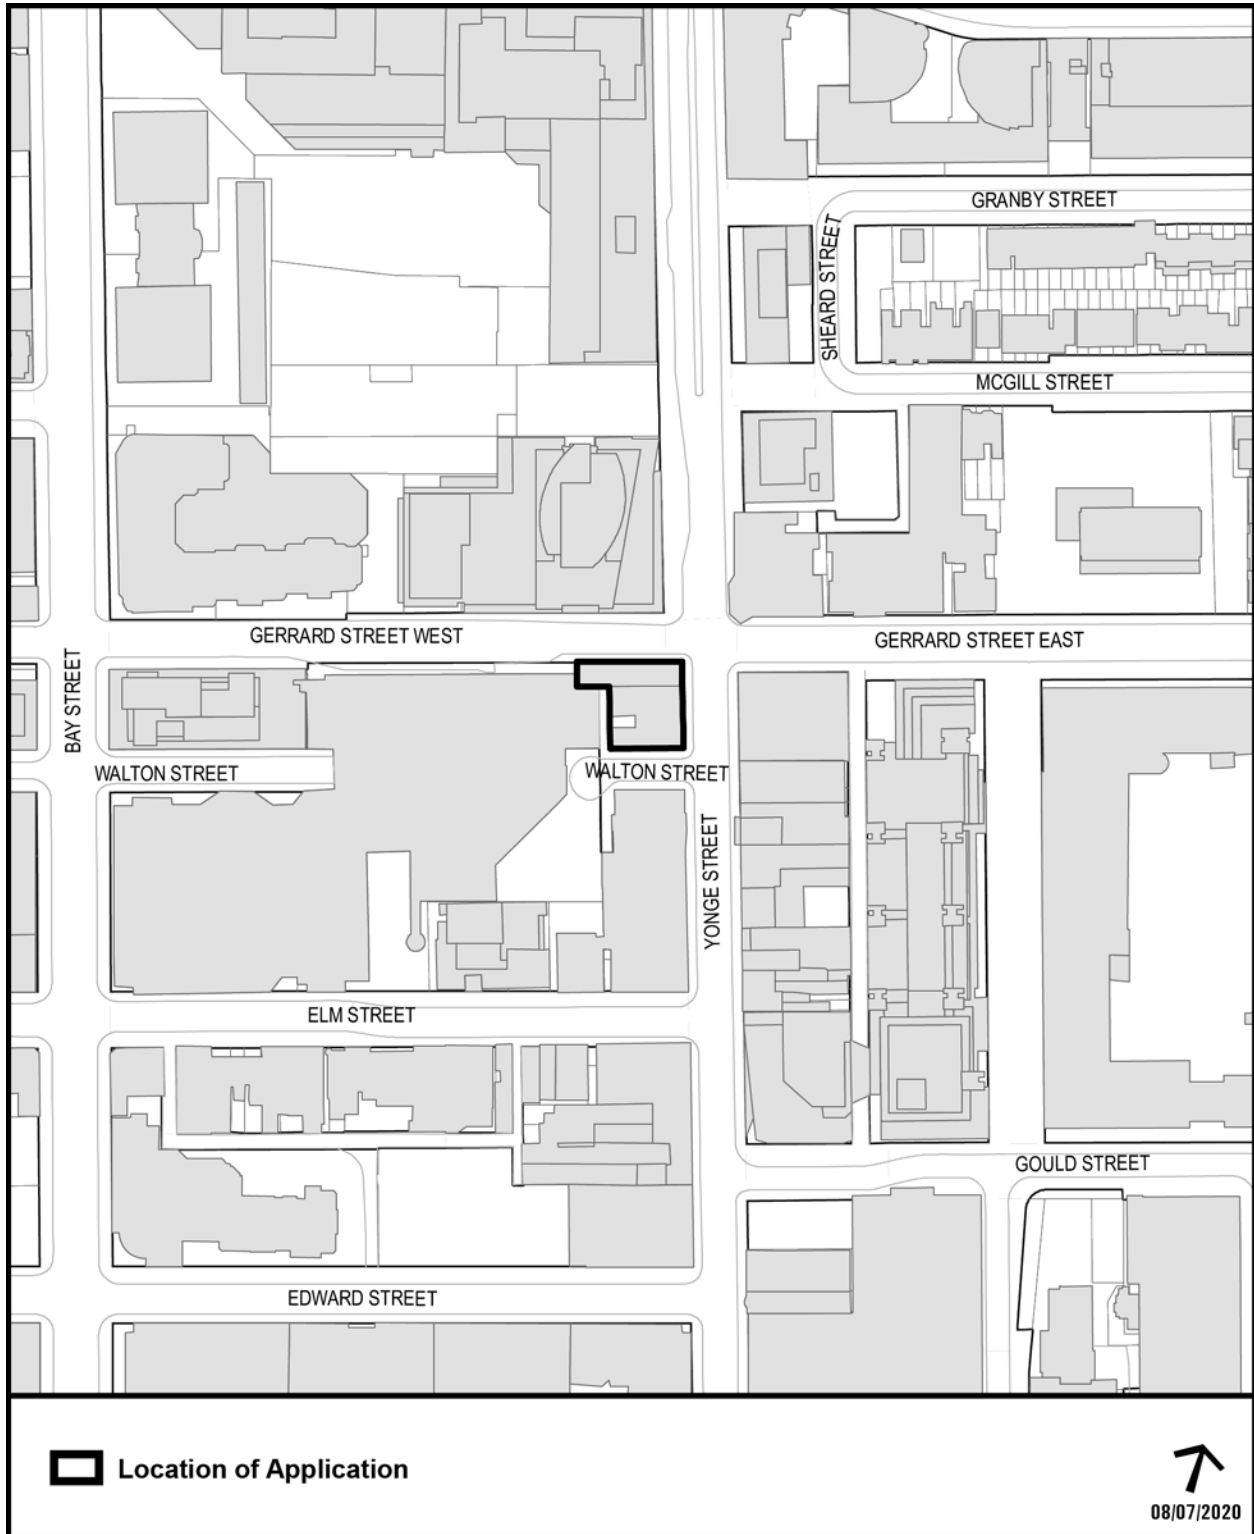 GRANBY STREET
SHEARD STREET
MCGILL STREET
GERRARD STREET WEST
GERRARD STREET EAST
BAY STREET
WALTON STREET
WALTON STREET
YONGE STREET
ELM STREET
GOULD STREET
EDWARD STREET
Location of Application
08/07/2020